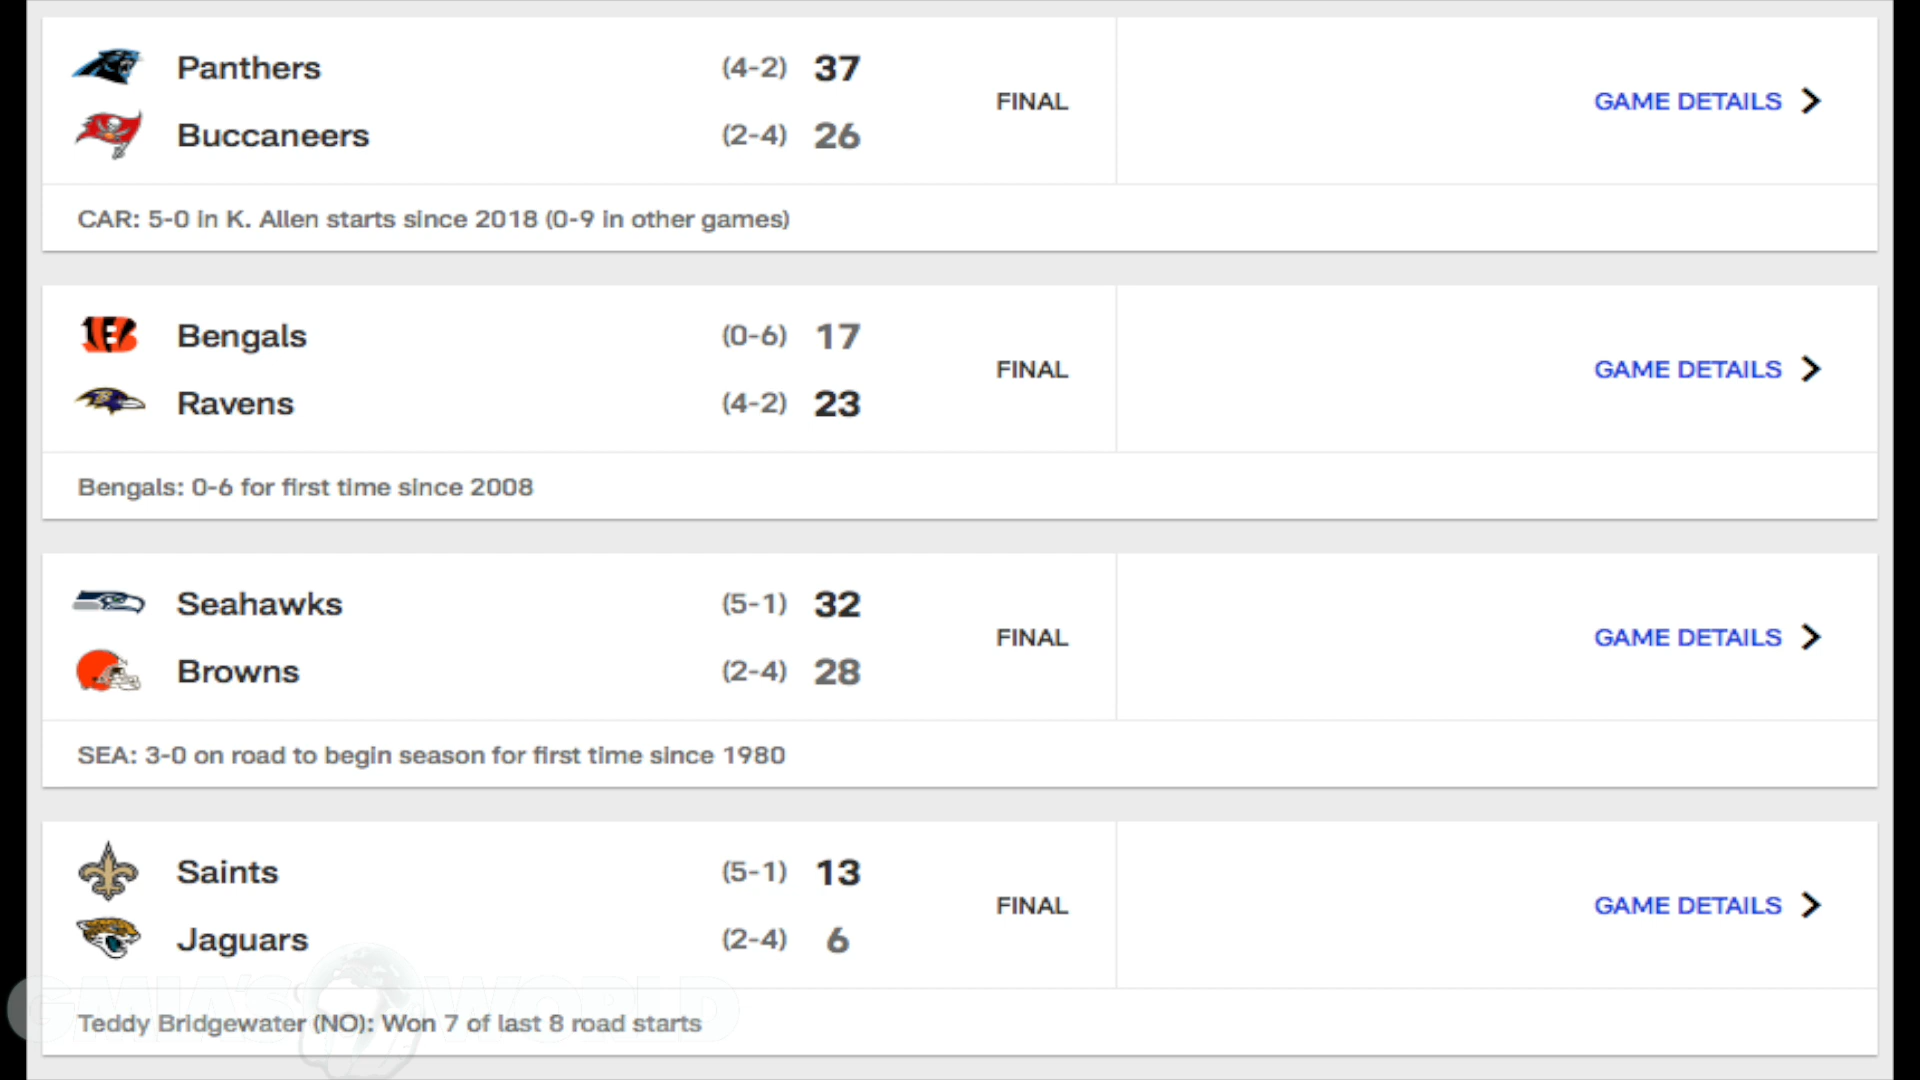 Panthers (4-2) 37
Buccaneers (2-4) 26
FINAL
GAME DETAILS
CAR: 5-0 in K. Allen starts since 2018 (0-9 in other games)
Bengals (0-6) 17
Ravens (4-2) 23
FINAL
GAME DETAILS
Bengals: 0-6 for first time since 2008
Seahawks (5-1) 32
Browns (2-4) 28
FINAL
GAME DETAILS
SEA: 3-0 on road to begin season for first time since 1980
Saints (5-1) 13
Jaguars (2-4) 6
FINAL
GAME DETAILS
GMIA'S WORLD
Teddy Bridgewater (NO): Won 7 of last 8 road starts